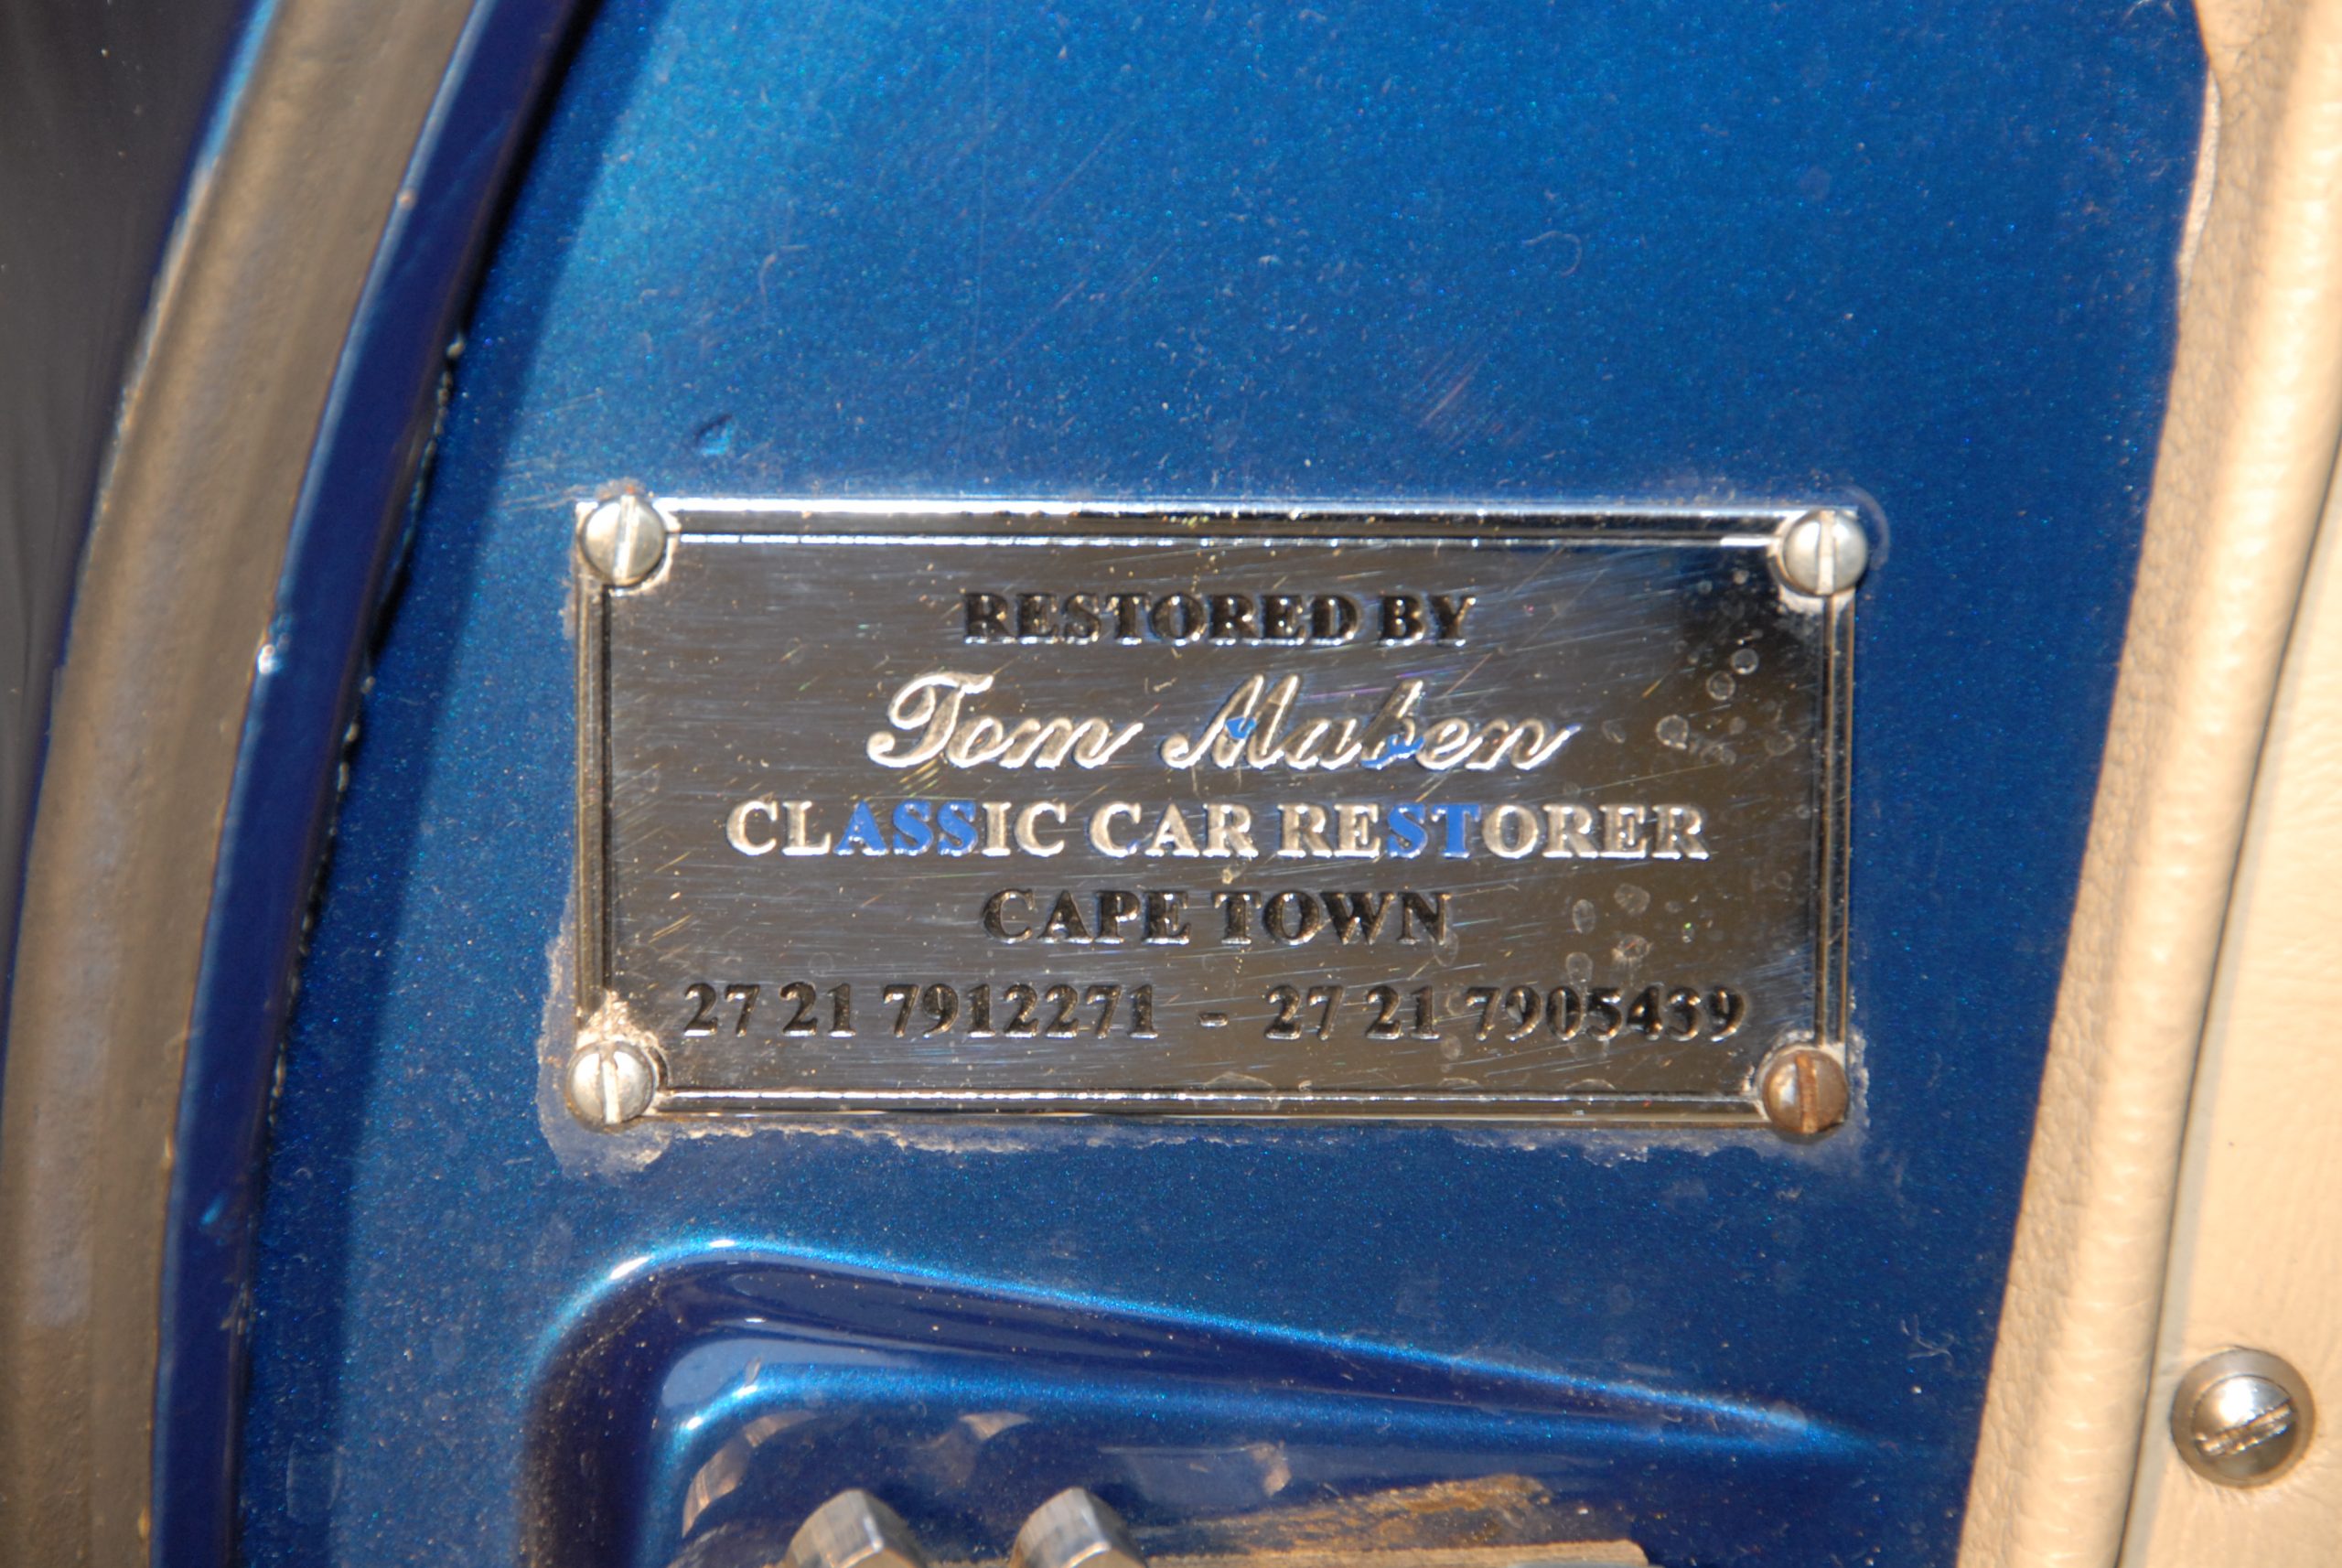 RESTORED BY
Tom Maben
CLASSIC CAR RESTORER
CAPE TOWN
27 21 7912271 - 27 21 7905439